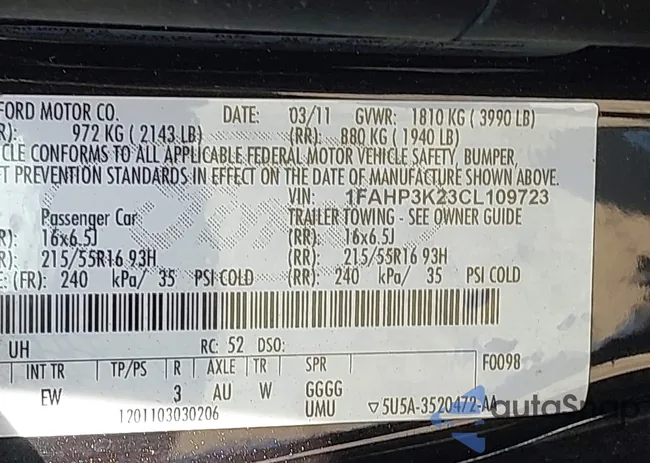 FORD MOTOR CO. DATE: 03/11 GVWR: 1810 KG ( 3990 LB)
R): 972 KG ( 2143 LB) (RR): 880 KG ( 1940 LB)
CLE CONFORMS TO ALL APPLICABLE FEDERAL MOTOR VEHICLE SAFETY, BUMPER,
FT PREVENTION STANDARDS IN EFFECT ON THE DATE OF MANUFACTURE SHOWN ABOVE.
VIN: 1FAHP3K23CL109723
Passenger Car TRAILER TOWING - SEE OWNER GUIDE
R): 16x6.5J (RR): 16x6.5J
R): 215/55R16 93H (RR): 215/55R16 93H
E: (FR): 240 kPa/ 35 PSI COLD (RR): 240 kPa/ 35 PSI COLD
UH RC: 52 DSO:
INT TR TP/PS R AXLE TR SPR F0098
EW 3 AU W GGGG
1201103030206 UMU ▽5U5A-3520472-AA
autoSnap